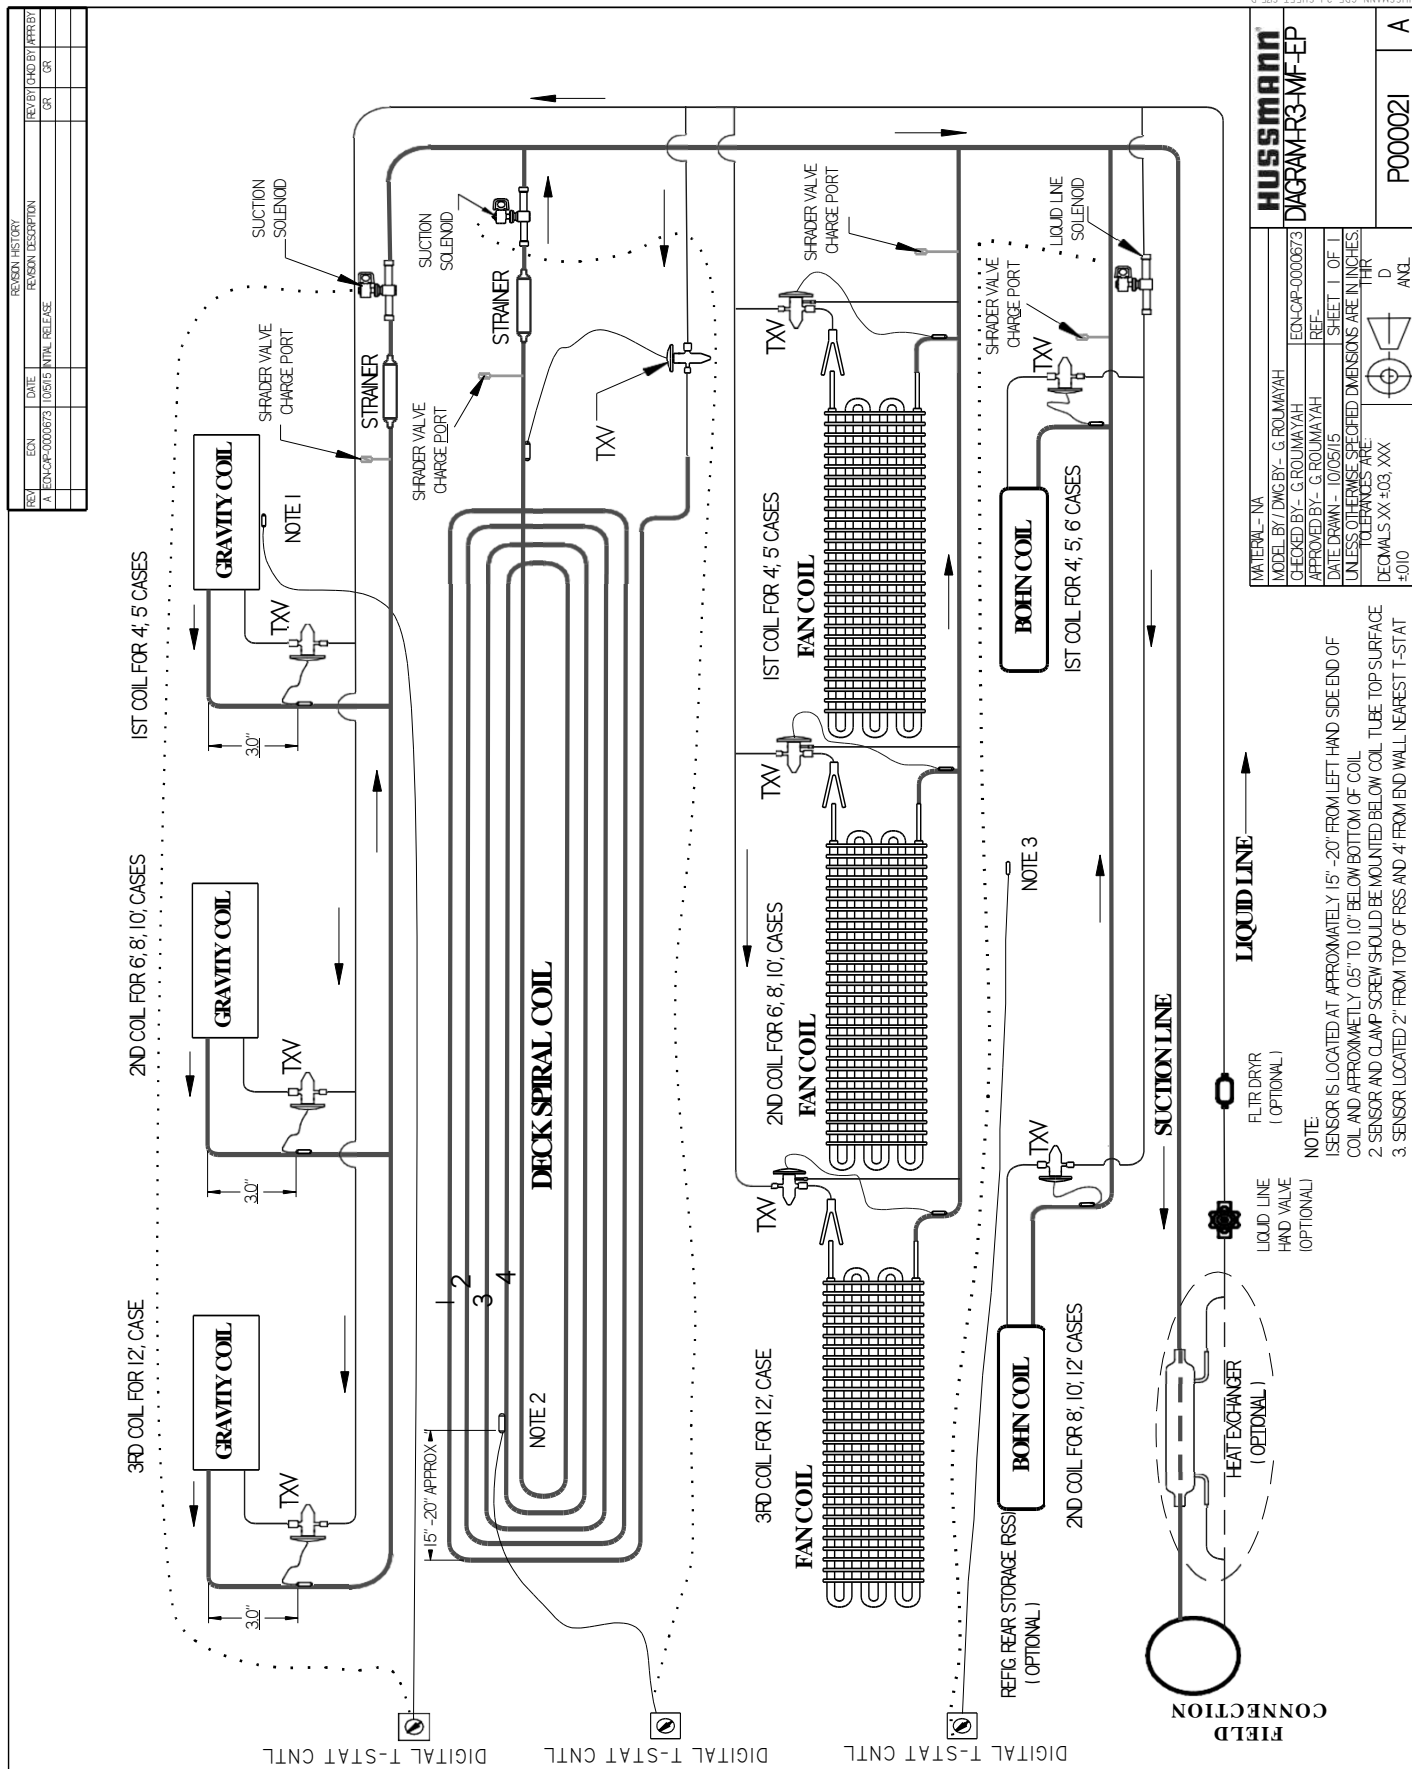 REVISION HISTORY
REV ECN DATE REVISION DESCRIPTION REV BY CHKD BY APPR BY
A ECN-CAP-0000673 10/5/15 INITIAL RELEASE GR GR
1ST COIL FOR 4', 5' CASES
2ND COIL FOR 6', 8', 10', CASES
3RD COIL FOR 12', CASE
GRAVITY COIL
GRAVITY COIL
GRAVITY COIL
NOTE 1
TXV
TXV
TXV
3.0"
3.0"
3.0"
SUCTION
SOLENOID
SHRADER VALVE
CHARGE PORT
STRAINER
SUCTION
SOLENOID
STRAINER
SHRADER VALVE
CHARGE PORT
TXV
DECK SPIRAL COIL
1
2
3
4
NOTE 2
15"-20" APPROX
SHRADER VALVE
CHARGE PORT
TXV
1ST COIL FOR 4', 5' CASES
FAN COIL
TXV
2ND COIL FOR 6', 8', 10', CASES
FAN COIL
TXV
3RD COIL FOR 12', CASE
FAN COIL
LIQUID LINE
SOLENOID
SHRADER VALVE
CHARGE PORT
TXV
BOHN COIL
1ST COIL FOR 4', 5', 6' CASES
NOTE 3
TXV
BOHN COIL
2ND COIL FOR 8', 10', 12' CASES
REFIG. REAR STORAGE (RSS)
( OPTIONAL )
SUCTION LINE
LIQUID LINE
FLTR DRYR
( OPTIONAL )
LIQUID LINE
HAND VALVE
(OPTIONAL)
HEAT EXCHANGER
( OPTIONAL )
FIELD
CONNECTION
DIGITAL T-STAT CNTL
DIGITAL T-STAT CNTL
DIGITAL T-STAT CNTL
NOTE:
1.SENSOR IS LOCATED AT APPROXIMATELY 15" -20" FROM LEFT HAND SIDE END OF
COIL AND APPROXIMAETLY 0.5" TO 1.0" BELOW BOTTOM OF COIL
2. SENSOR AND CLAMP SCREW SHOULD BE MOUNTED BELOW COIL TUBE TOP SURFACE
3. SENSOR LOCATED 2" FROM TOP OF RSS AND 4" FROM END WALL NEAREST T-STAT
MATERIAL- NA
MODEL BY / DWG BY- G. ROUMAYAH
CHECKED BY- G.ROUMAYAH ECN-CAP-0000673
APPROVED BY- G.ROUMAYAH REF-
DATE DRAWN- 10/05/15 SHEET 1 OF 1
UNLESS OTHERWISE SPECIFIED DIMENSIONS ARE IN INCHES.
TOLERANCES ARE:
DECIMALS .XX ±.03, .XXX
±.010
THIR
D
ANGL
HUSSMANN
DIAGRAM-R3-MF-EP
P000021
A